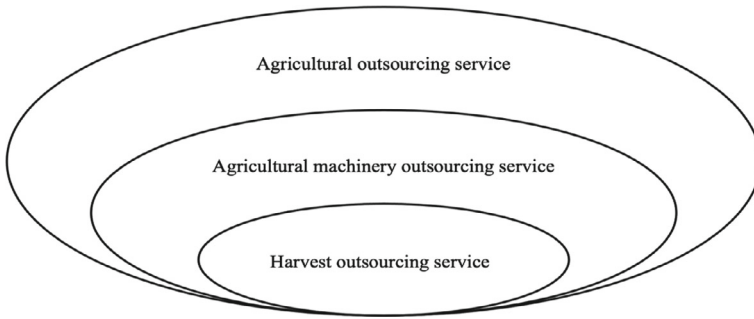 Agricultural outsourcing service
Agricultural machinery outsourcing service
Harvest outsourcing service